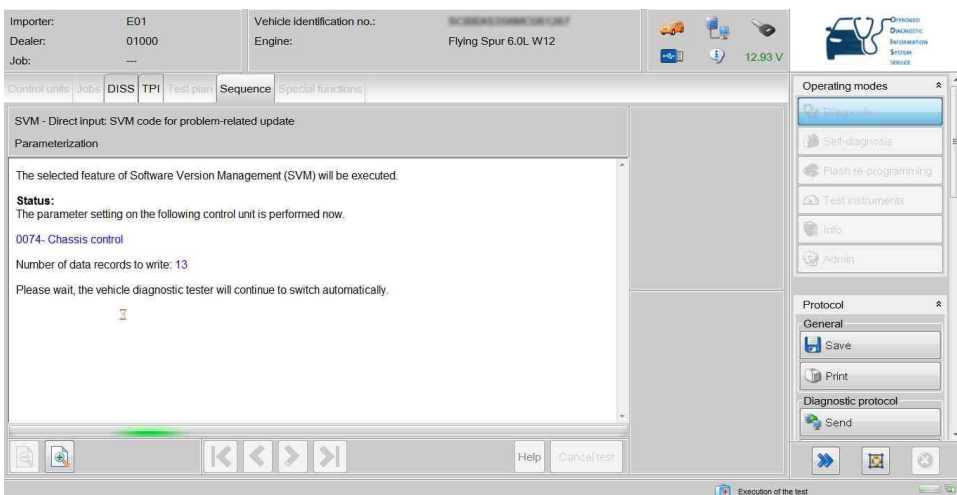 Importer: E01 Vehicle identification no.:
Dealer: 01000 Engine: Flying Spur 6.0L W12
Job: ---
12.93 V
OFFBOARD
DIAGNOSTIC
INFORMATION
SYSTEM
SERVICE
Control units Jobs DISS TPI Test plan Sequence Special functions
SVM - Direct input: SVM code for problem-related update
Parameterization
The selected feature of Software Version Management (SVM) will be executed.
Status:
The parameter setting on the following control unit is performed now.
0074- Chassis control
Number of data records to write: 13
Please wait, the vehicle diagnostic tester will continue to switch automatically.
Help Cancel test
Operating modes
Diagnosis
Self-diagnosis
Flash re-programming
Test instruments
Info
Admin
Protocol
General
Save
Print
Diagnostic protocol
Send
Execution of the test